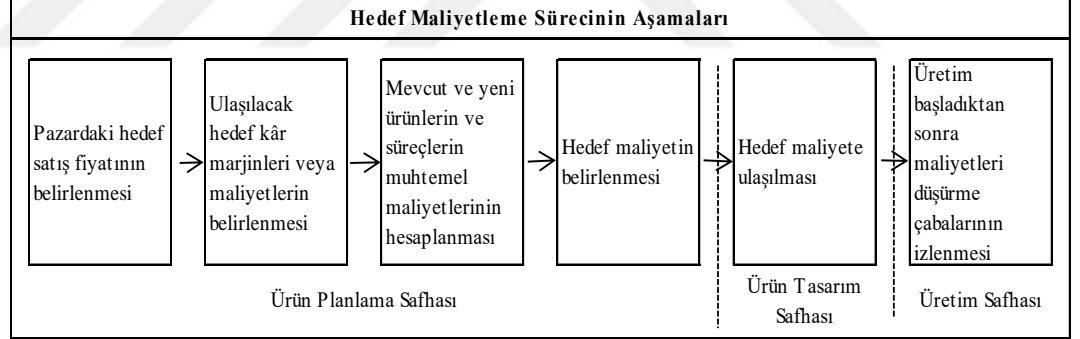 Hedef Maliyetleme Sürecinin Aşamaları
Pazardaki hedef
satış fiyatının
belirlenmesi
Ulaşılacak
hedef kâr
marjinleri veya
maliyetlerin
belirlenmesi
Mevcut ve yeni
ürünlerin ve
süreçlerin
muhtemel
maliyetlerinin
hesaplanması
Hedef maliyetin
belirlenmesi
Hedef maliyete
ulaşılması
Üretim
başladıktan
sonra
maliyetleri
düşürme
çabalarının
izlenmesi
Ürün Planlama Safhası
Ürün Tasarım
Safhası
Üretim Safhası